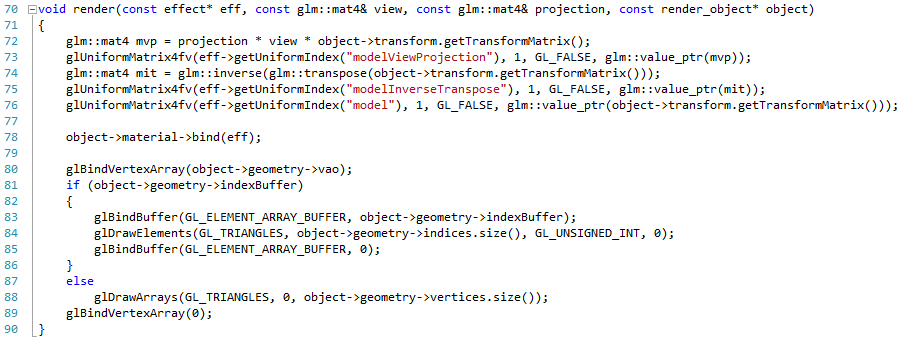 70 void render(const effect* eff, const glm::mat4& view, const glm::mat4& projection, const render_object* object)
71 {
72     glm::mat4 mvp = projection * view * object->transform.getTransformMatrix();
73     glUniformMatrix4fv(eff->getUniformIndex("modelViewProjection"), 1, GL_FALSE, glm::value_ptr(mvp));
74     glm::mat4 mit = glm::inverse(glm::transpose(object->transform.getTransformMatrix()));
75     glUniformMatrix4fv(eff->getUniformIndex("modelInverseTranspose"), 1, GL_FALSE, glm::value_ptr(mit));
76     glUniformMatrix4fv(eff->getUniformIndex("model"), 1, GL_FALSE, glm::value_ptr(object->transform.getTransformMatrix()));
77
78     object->material->bind(eff);
79
80     glBindVertexArray(object->geometry->vao);
81     if (object->geometry->indexBuffer)
82     {
83         glBindBuffer(GL_ELEMENT_ARRAY_BUFFER, object->geometry->indexBuffer);
84         glDrawElements(GL_TRIANGLES, object->geometry->indices.size(), GL_UNSIGNED_INT, 0);
85         glBindBuffer(GL_ELEMENT_ARRAY_BUFFER, 0);
86     }
87     else
88         glDrawArrays(GL_TRIANGLES, 0, object->geometry->vertices.size());
89     glBindVertexArray(0);
90 }